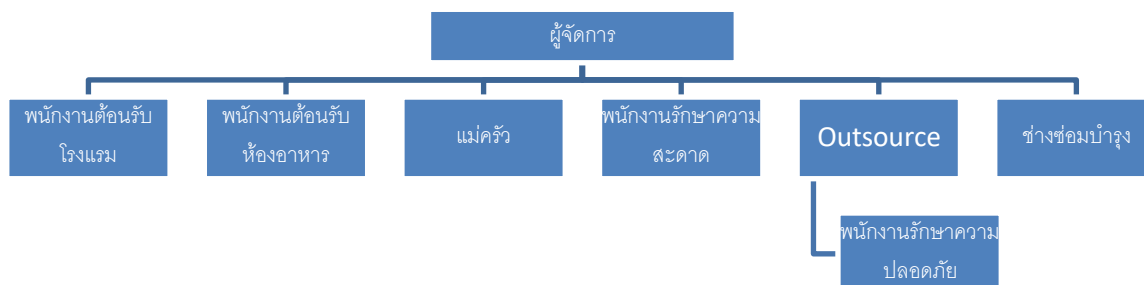 ผู้จัดการ
พนักงานต้อนรับ
โรงแรม
พนักงานต้อนรับ
ห้องอาหาร
แม่ครัว
พนักงานรักษาความ
สะดาด
Outsource
ช่างซ่อมบำรุง
พนักงานรักษาความ
ปลอดภัย